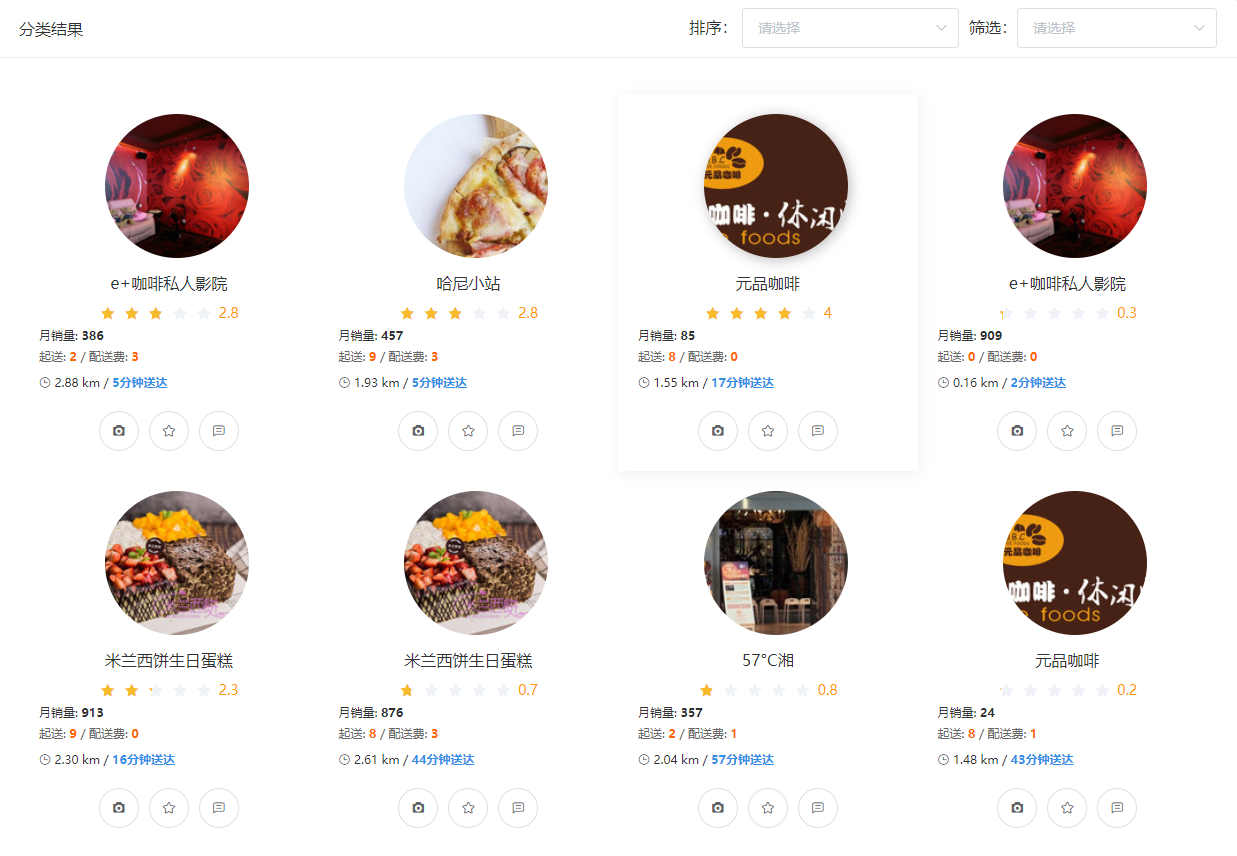 分类结果
排序： 请选择 筛选： 请选择
元品咖啡
咖啡·休闲
foods
e+咖啡私人影院
2.8
月销量: 386
起送: 2 / 配送费: 3
2.88 km / 5分钟送达
哈尼小站
2.8
月销量: 457
起送: 9 / 配送费: 3
1.93 km / 5分钟送达
元品咖啡
4
月销量: 85
起送: 8 / 配送费: 0
1.55 km / 17分钟送达
e+咖啡私人影院
0.3
月销量: 909
起送: 0 / 配送费: 0
0.16 km / 2分钟送达
元品咖啡
咖啡·休闲
foods
米兰西饼生日蛋糕
2.3
月销量: 913
起送: 9 / 配送费: 0
2.30 km / 16分钟送达
米兰西饼生日蛋糕
0.7
月销量: 876
起送: 8 / 配送费: 3
2.61 km / 44分钟送达
57°C湘
0.8
月销量: 357
起送: 2 / 配送费: 1
2.04 km / 57分钟送达
元品咖啡
0.2
月销量: 24
起送: 8 / 配送费: 1
1.48 km / 43分钟送达